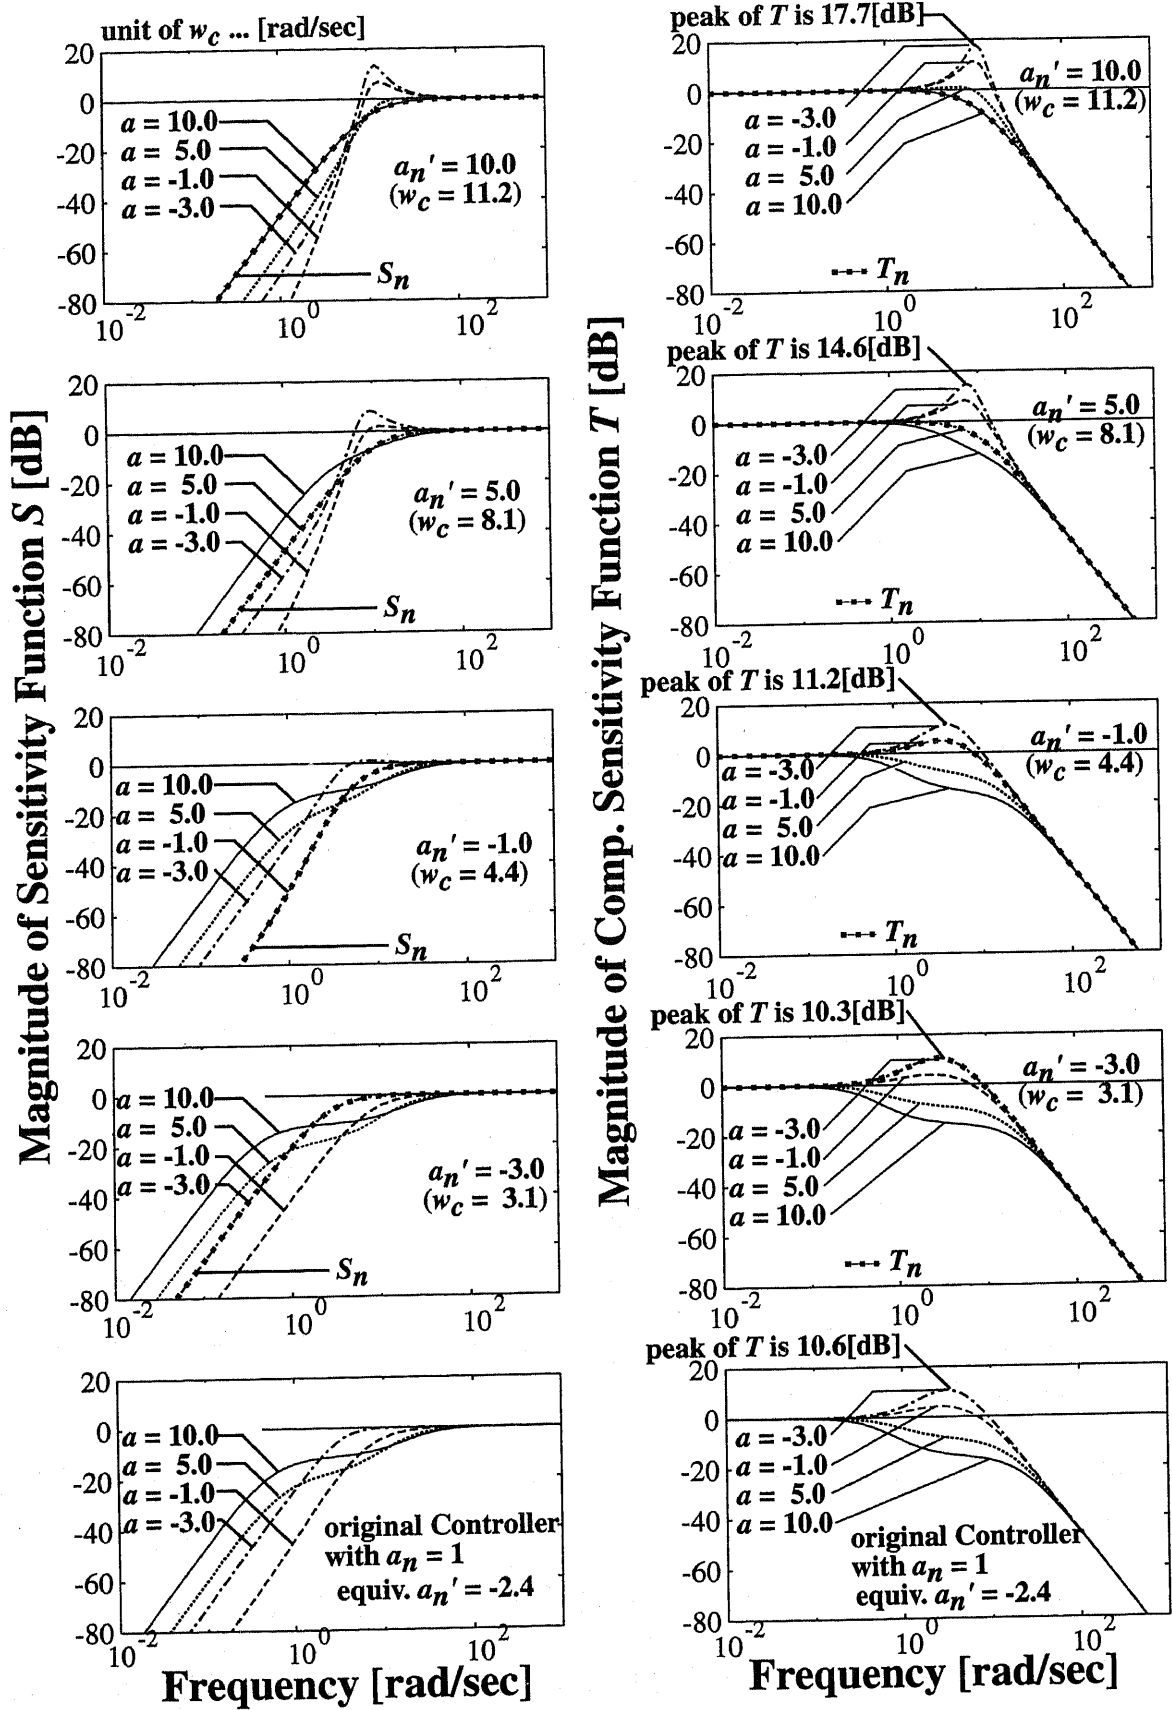 unit of wc ... [rad/sec]
20
0
-20
-40
-60
-80
a = 10.0
a = 5.0
a = -1.0
a = -3.0
an' = 10.0
(wc = 11.2)
Sn
10-2
100
102
20
0
-20
-40
-60
-80
a = 10.0
a = 5.0
a = -1.0
a = -3.0
an' = 5.0
(wc = 8.1)
Sn
10-2
100
102
20
0
-20
-40
-60
-80
a = 10.0
a = 5.0
a = -1.0
a = -3.0
an' = -1.0
(wc = 4.4)
Sn
10-2
100
102
20
0
-20
-40
-60
-80
a = 10.0
a = 5.0
a = -1.0
a = -3.0
an' = -3.0
(wc = 3.1)
Sn
10-2
100
102
20
0
-20
-40
-60
-80
a = 10.0
a = 5.0
a = -1.0
a = -3.0
original Controller
with an = 1
equiv. an' = -2.4
10-2
100
102
Magnitude of Sensitivity Function S [dB]
Frequency [rad/sec]
peak of T is 17.7[dB]
20
0
-20
-40
-60
-80
an' = 10.0
(wc = 11.2)
a = -3.0
a = -1.0
a = 5.0
a = 10.0
Tn
10-2
100
102
peak of T is 14.6[dB]
20
0
-20
-40
-60
-80
an' = 5.0
(wc = 8.1)
a = -3.0
a = -1.0
a = 5.0
a = 10.0
Tn
10-2
100
102
peak of T is 11.2[dB]
20
0
-20
-40
-60
-80
an' = -1.0
(wc = 4.4)
a = -3.0
a = -1.0
a = 5.0
a = 10.0
Tn
10-2
100
102
peak of T is 10.3[dB]
20
0
-20
-40
-60
-80
an' = -3.0
(wc = 3.1)
a = -3.0
a = -1.0
a = 5.0
a = 10.0
Tn
10-2
100
102
peak of T is 10.6[dB]
20
0
-20
-40
-60
-80
a = -3.0
a = -1.0
a = 5.0
a = 10.0
original Controller
with an = 1
equiv. an' = -2.4
10-2
100
102
Magnitude of Comp. Sensitivity Function T [dB]
Frequency [rad/sec]